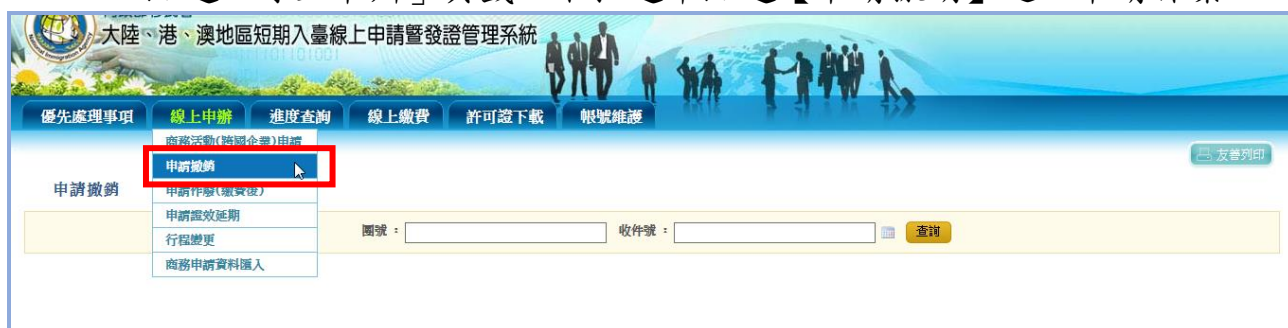 大陸、港、澳地區短期入臺線上申請暨發證管理系統
優先處理事項 線上申辦 進度查詢 線上繳費 許可證下載 帳號維護
商務活動(跨國企業)申請
友善列印
申請撤銷
申請撤銷
申請作廢(繳費後)
申請證效延期
團號： 收件號： 查詢
行程變更
商務申請資料匯入